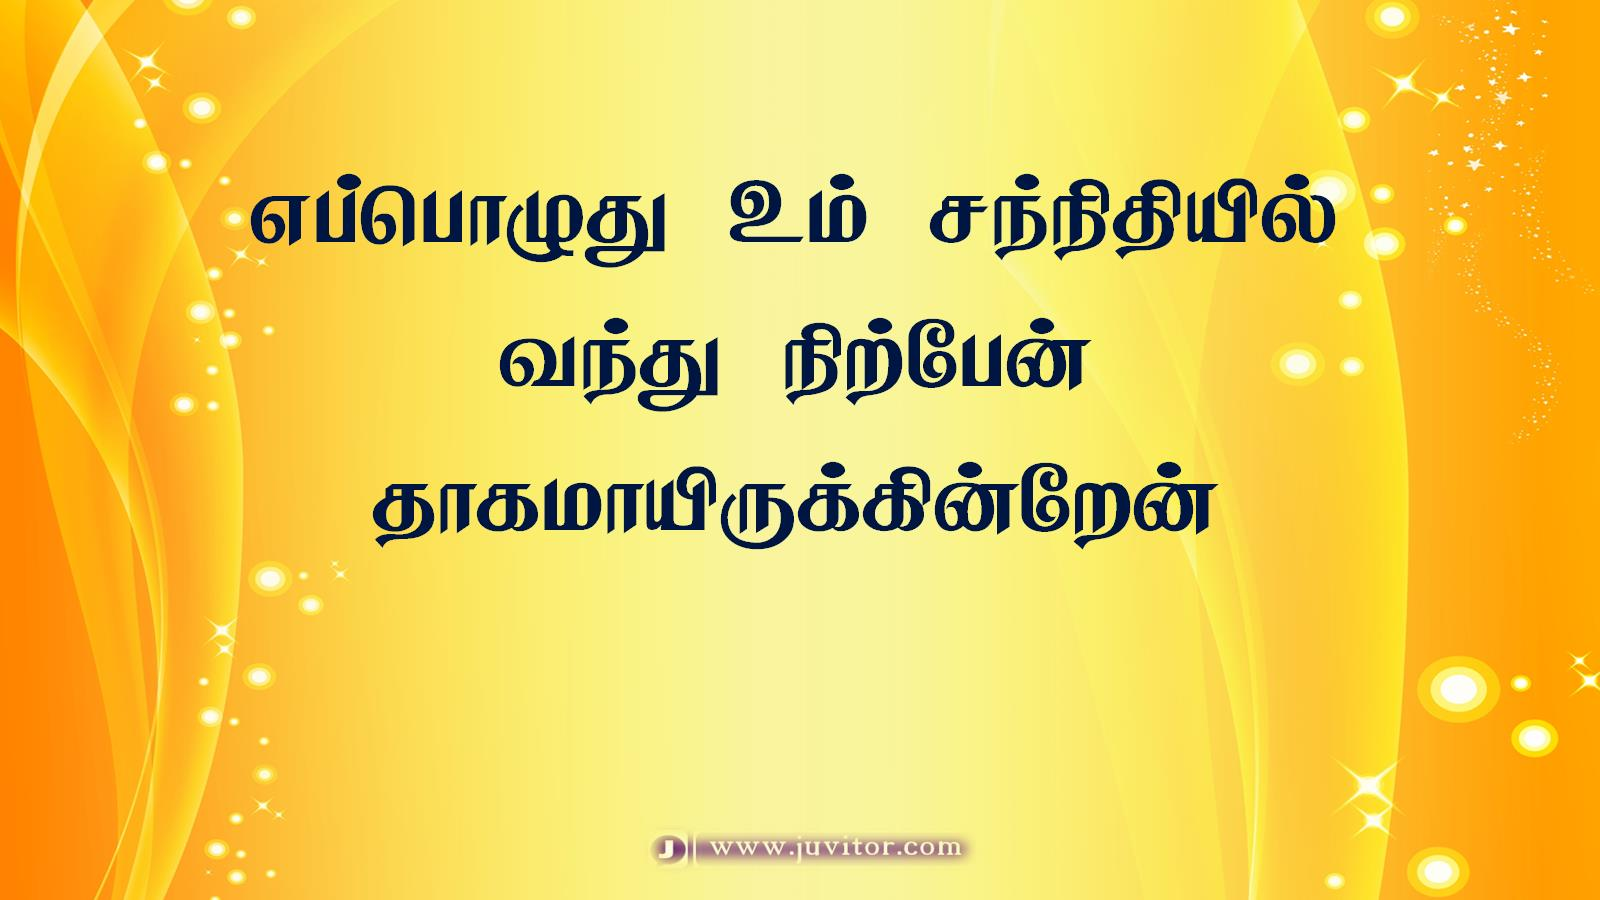 எப்பொழுது உம் சந்நிதியில்
வந்து நிற்பேன்
தாகமாயிருக்கின்றேன்
J www.juvitor.com